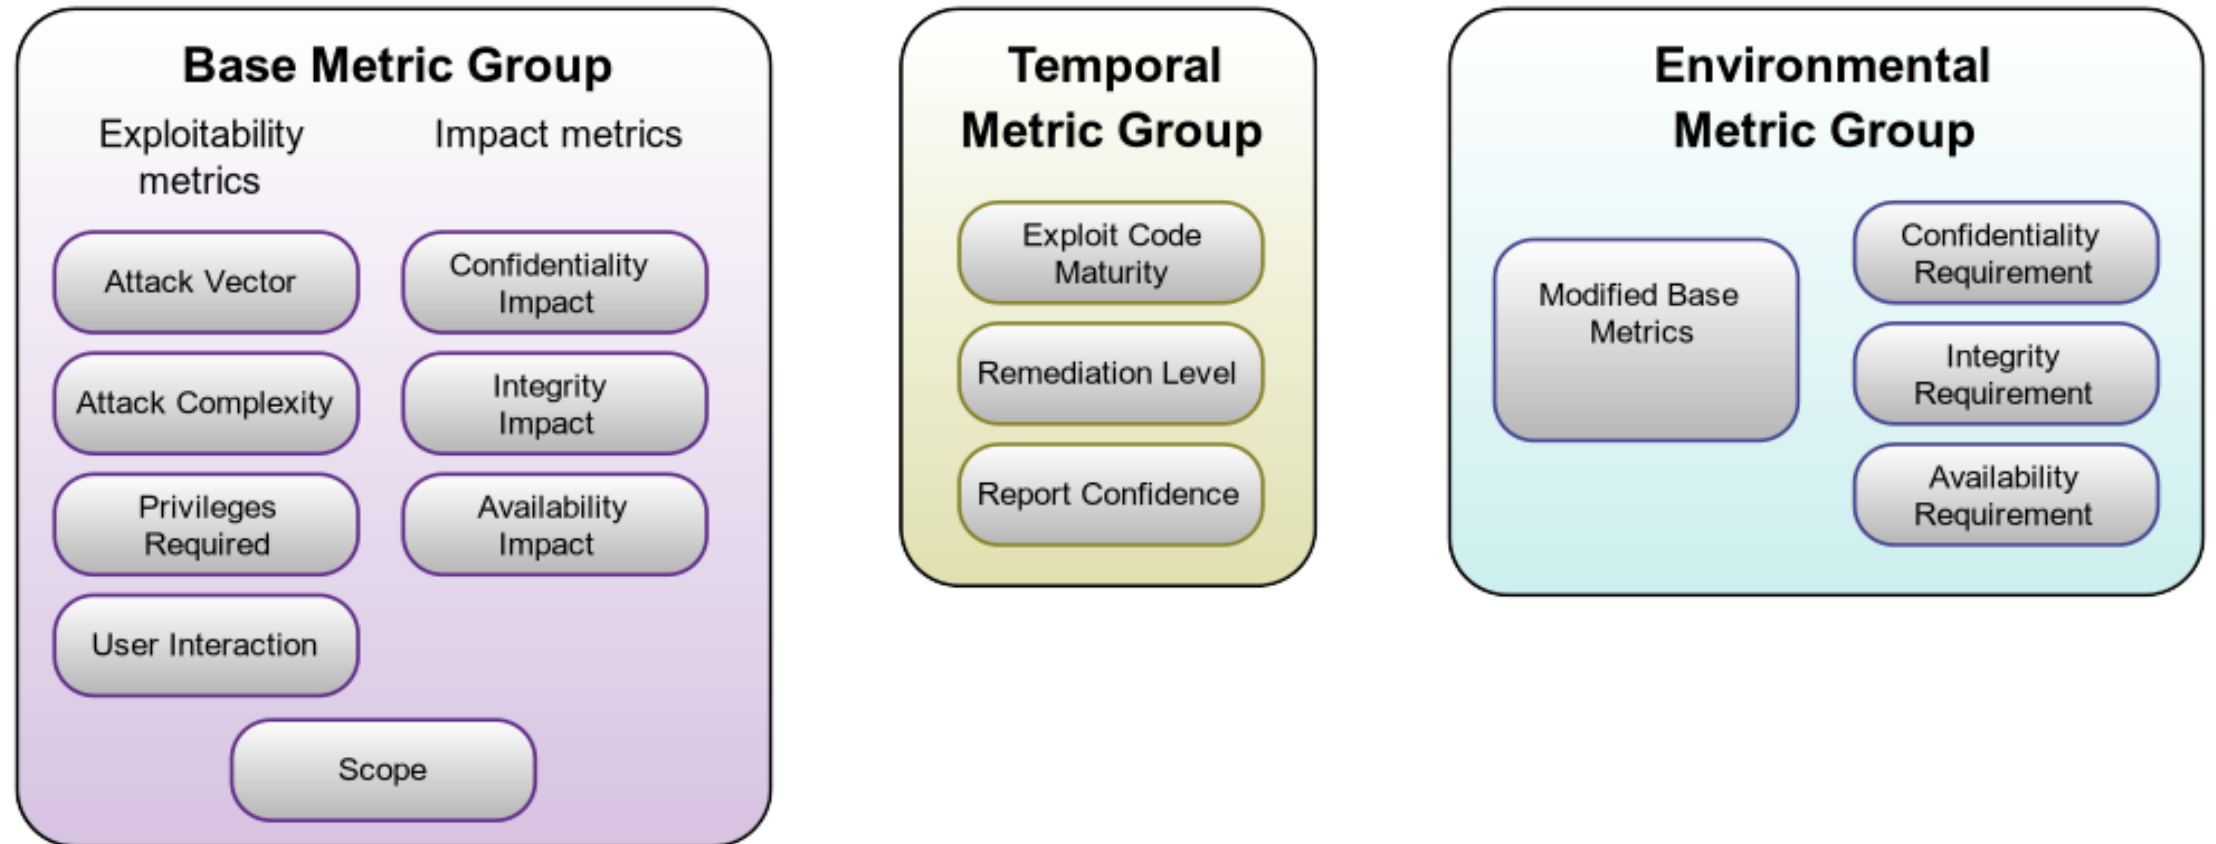 Base Metric Group
Exploitability
metrics
Impact metrics
Attack Vector
Attack Complexity
Privileges
Required
User Interaction
Confidentiality
Impact
Integrity
Impact
Availability
Impact
Scope
Temporal
Metric Group
Exploit Code
Maturity
Remediation Level
Report Confidence
Environmental
Metric Group
Modified Base
Metrics
Confidentiality
Requirement
Integrity
Requirement
Availability
Requirement